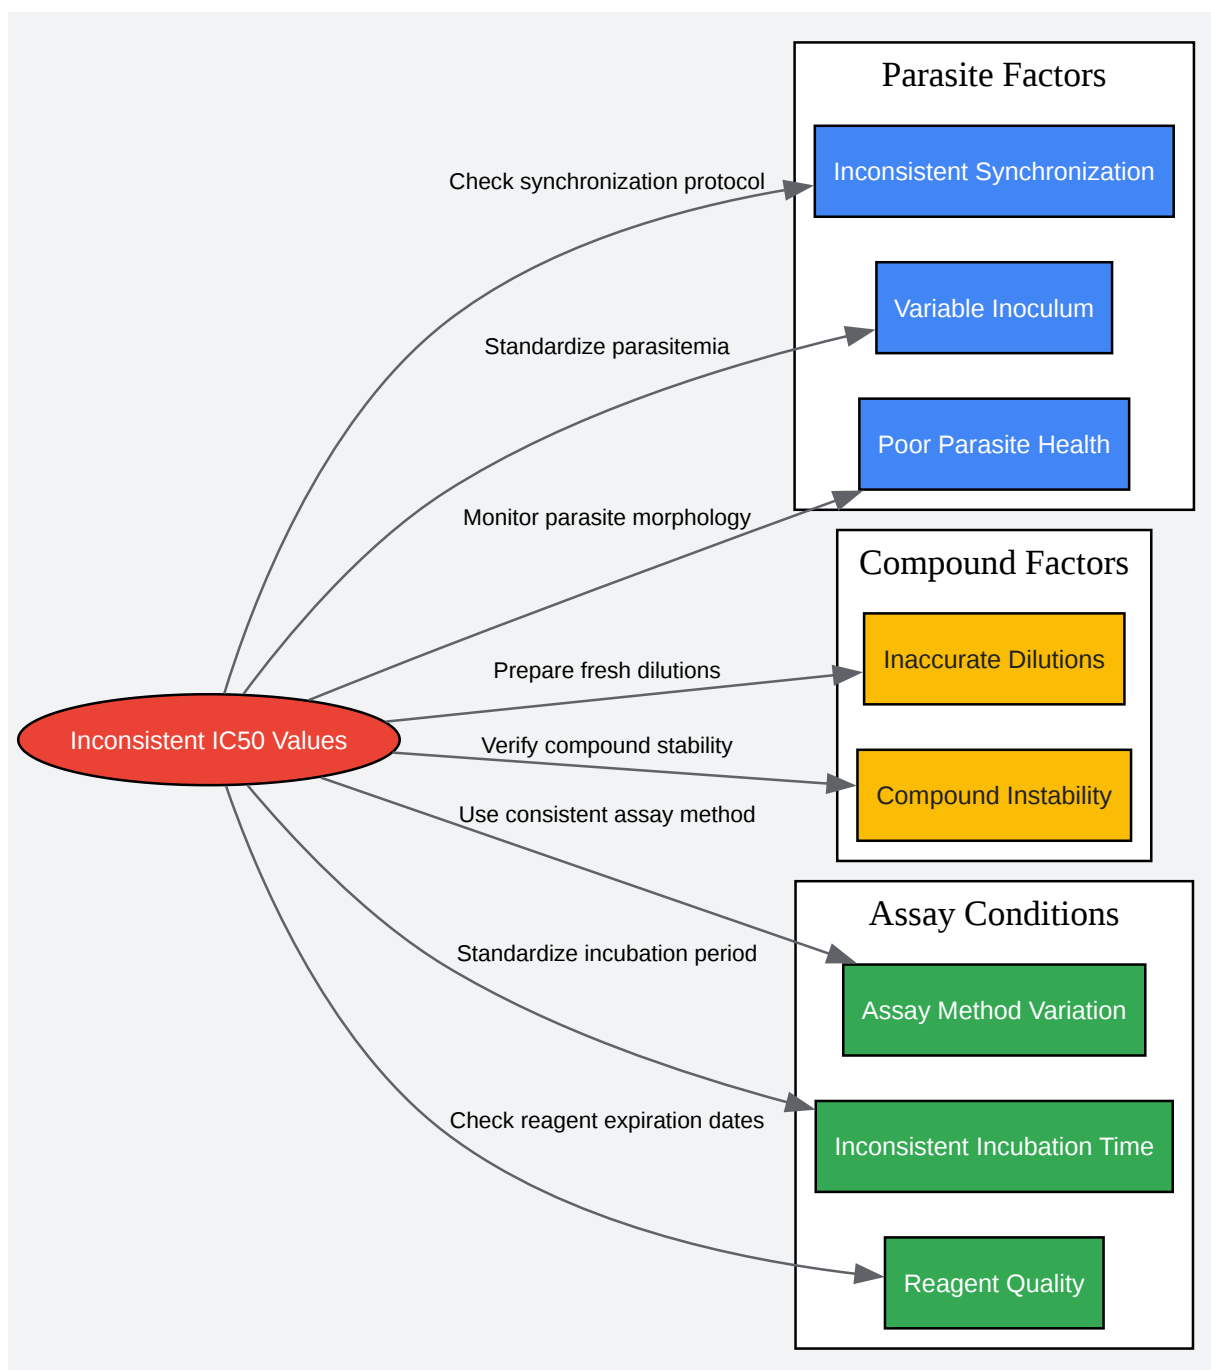 Parasite Factors
Check synchronization protocol
Inconsistent Synchronization
Standardize parasitemia
Variable Inoculum
Monitor parasite morphology
Poor Parasite Health
Compound Factors
Prepare fresh dilutions
Inaccurate Dilutions
Inconsistent IC50 Values
Verify compound stability
Compound Instability
Use consistent assay method
Assay Conditions
Assay Method Variation
Standardize incubation period
Inconsistent Incubation Time
Check reagent expiration dates
Reagent Quality